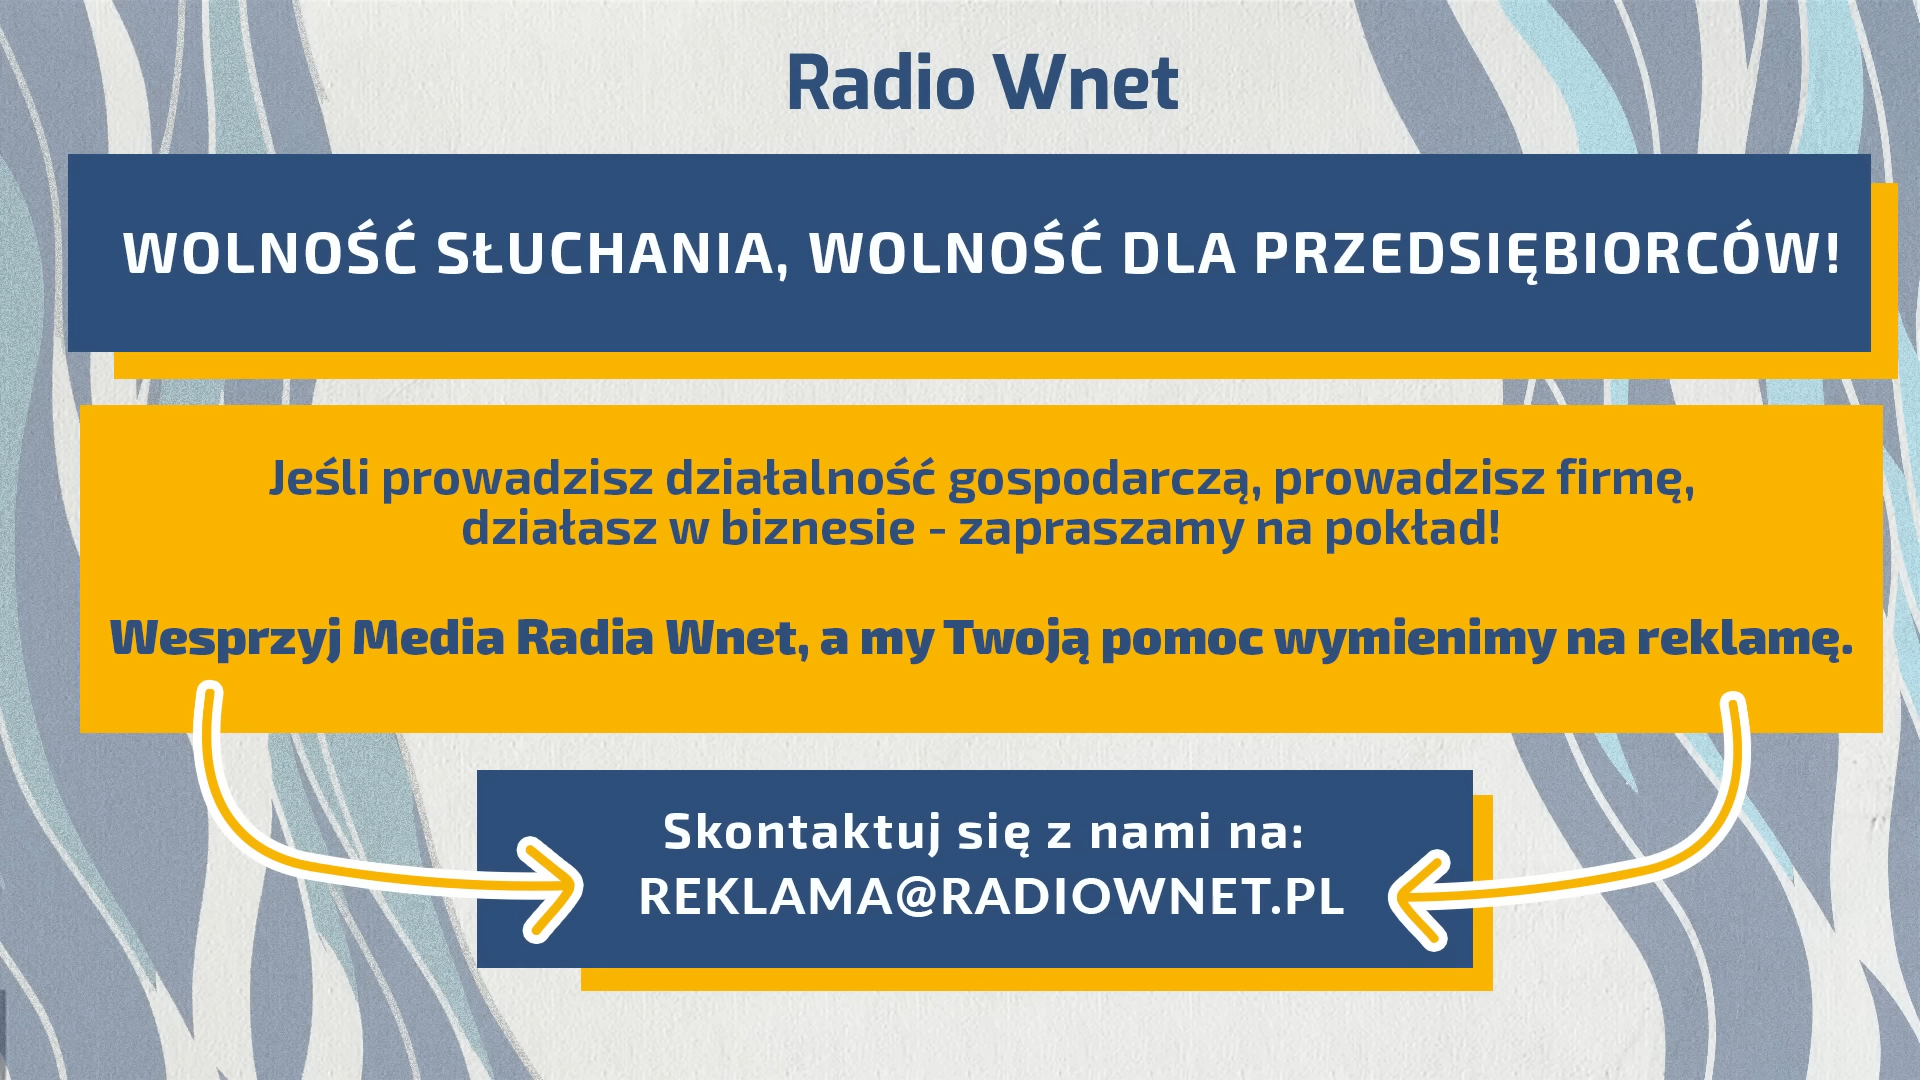 Radio Wnet
WOLNOŚĆ SŁUCHANIA, WOLNOŚĆ DLA PRZEDSIĘBIORCÓW!
Jeśli prowadzisz działalność gospodarczą, prowadzisz firmę,
działasz w biznesie - zapraszamy na pokład!
Wesprzyj Media Radia Wnet, a my Twoją pomoc wymienimy na reklamę.
Skontaktuj się z nami na:
REKLAMA@RADIOWNET.PL